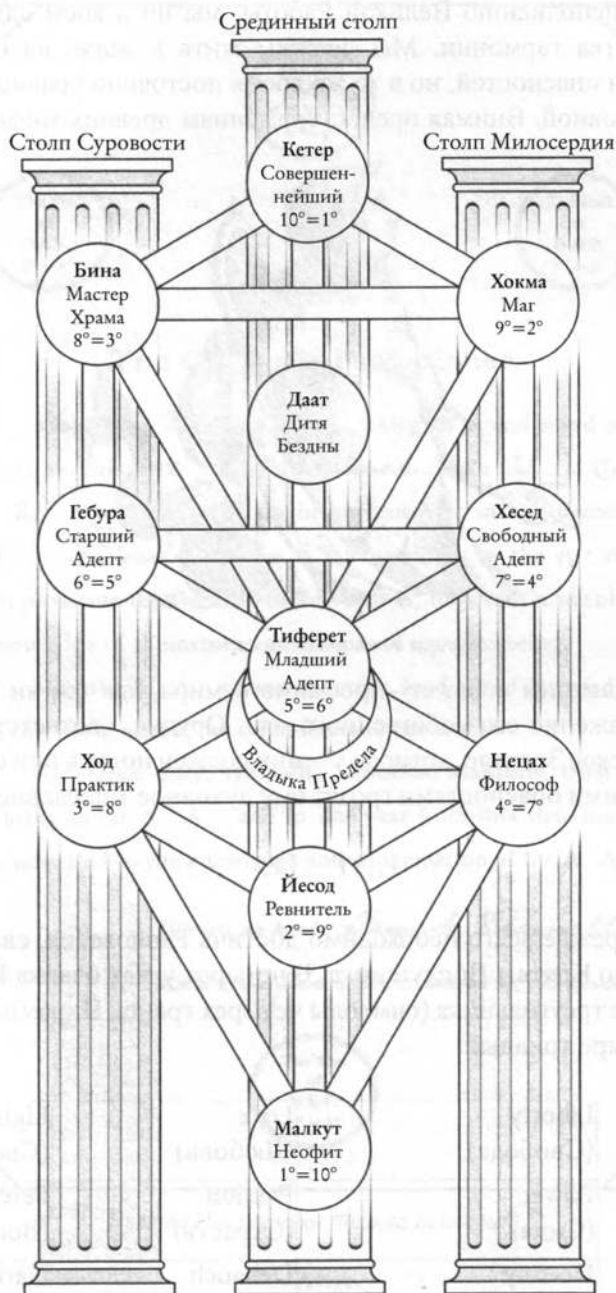 Срединный столп
Столп Суровости
Столп Милосердия
Кетер
Совершен-
нейший
10°=1°
Бина
Мастер
Храма
8°=3°
Хокма
Маг
9°=2°
Даат
Дитя
Бездны
Гебура
Старший
Адепт
6°=5°
Хесед
Свободный
Адепт
7°=4°
Тиферет
Младший
Адепт
5°=6°
Владыка Предела
Ход
Практик
3°=8°
Нецах
Философ
4°=7°
Йесод
Ревнитель
2°=9°
Малкут
Неофит
1°=10°